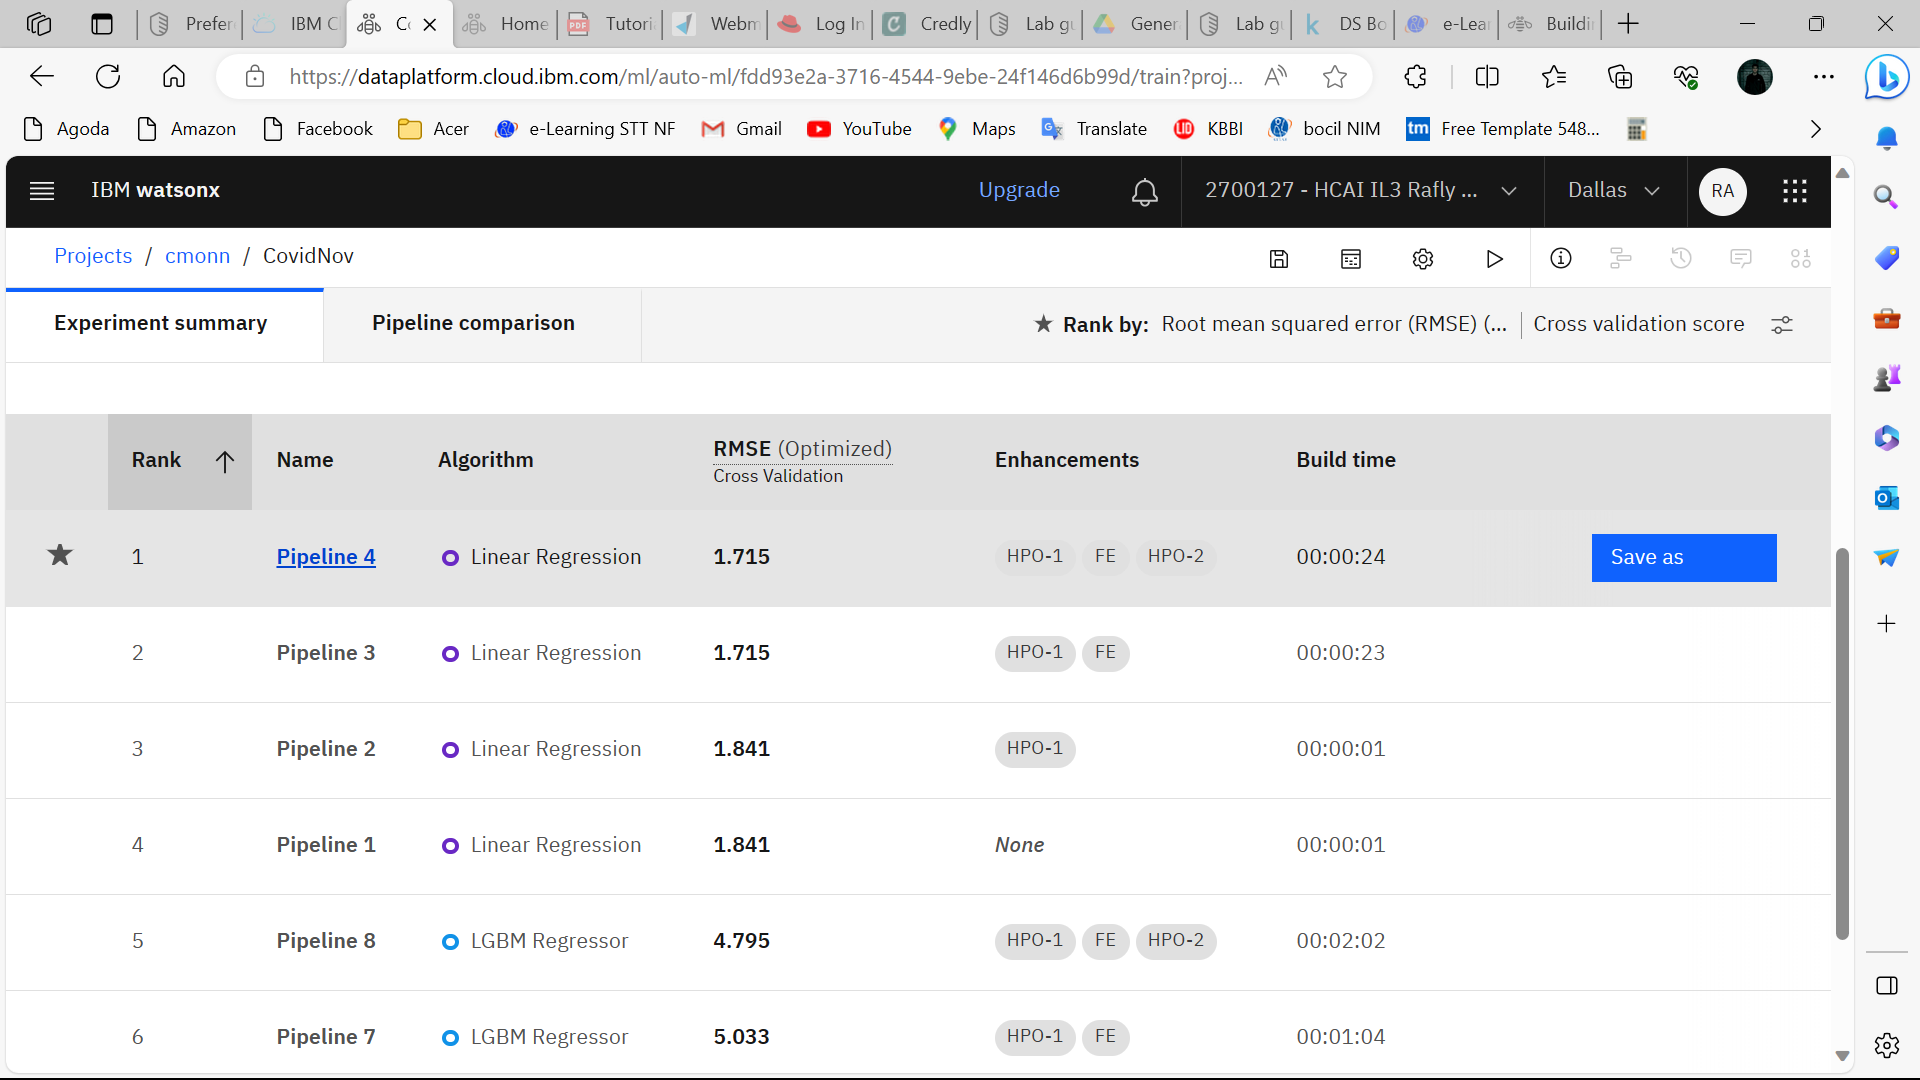 Prefer
IBM C
Co
Home
Tutori
Webm
Log In
Credly
Lab gu
Gener
Lab gu
DS Bo
e-Lear
Buildin
https://dataplatform.cloud.ibm.com/ml/auto-ml/fdd93e2a-3716-4544-9ebe-24f146d6b99d/train?proj...
Agoda Amazon Facebook Acer e-Learning STT NF Gmail YouTube Maps Translate KBBI bocil NIM Free Template 548...
IBM watsonx Upgrade 2700127 - HCAI IL3 Rafly ... Dallas RA
Projects / cmonn / CovidNov
Experiment summary Pipeline comparison ★ Rank by: Root mean squared error (RMSE) (... | Cross validation score
Rank ↑ Name Algorithm RMSE (Optimized) Enhancements Build time
Cross Validation
1 Pipeline 4 Linear Regression 1.715 HPO-1 FE HPO-2 00:00:24 Save as
2 Pipeline 3 Linear Regression 1.715 HPO-1 FE 00:00:23
3 Pipeline 2 Linear Regression 1.841 HPO-1 00:00:01
4 Pipeline 1 Linear Regression 1.841 None 00:00:01
5 Pipeline 8 LGBM Regressor 4.795 HPO-1 FE HPO-2 00:02:02
6 Pipeline 7 LGBM Regressor 5.033 HPO-1 FE 00:01:04